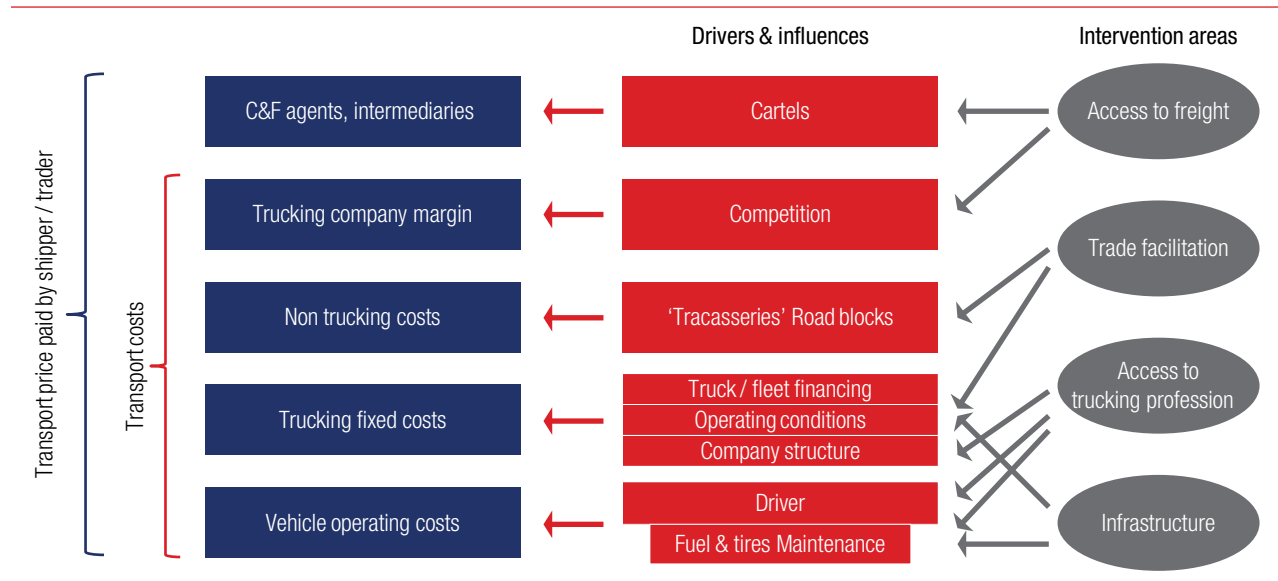 Drivers & influences
Intervention areas
Transport price paid by shipper / trader
Transport costs
C&F agents, intermediaries
Cartels
Access to freight
Trucking company margin
Competition
Trade facilitation
Non trucking costs
‘Tracasseries’ Road blocks
Access to
trucking profession
Trucking fixed costs
Truck / fleet financing
Operating conditions
Company structure
Vehicle operating costs
Driver
Fuel & tires Maintenance
Infrastructure